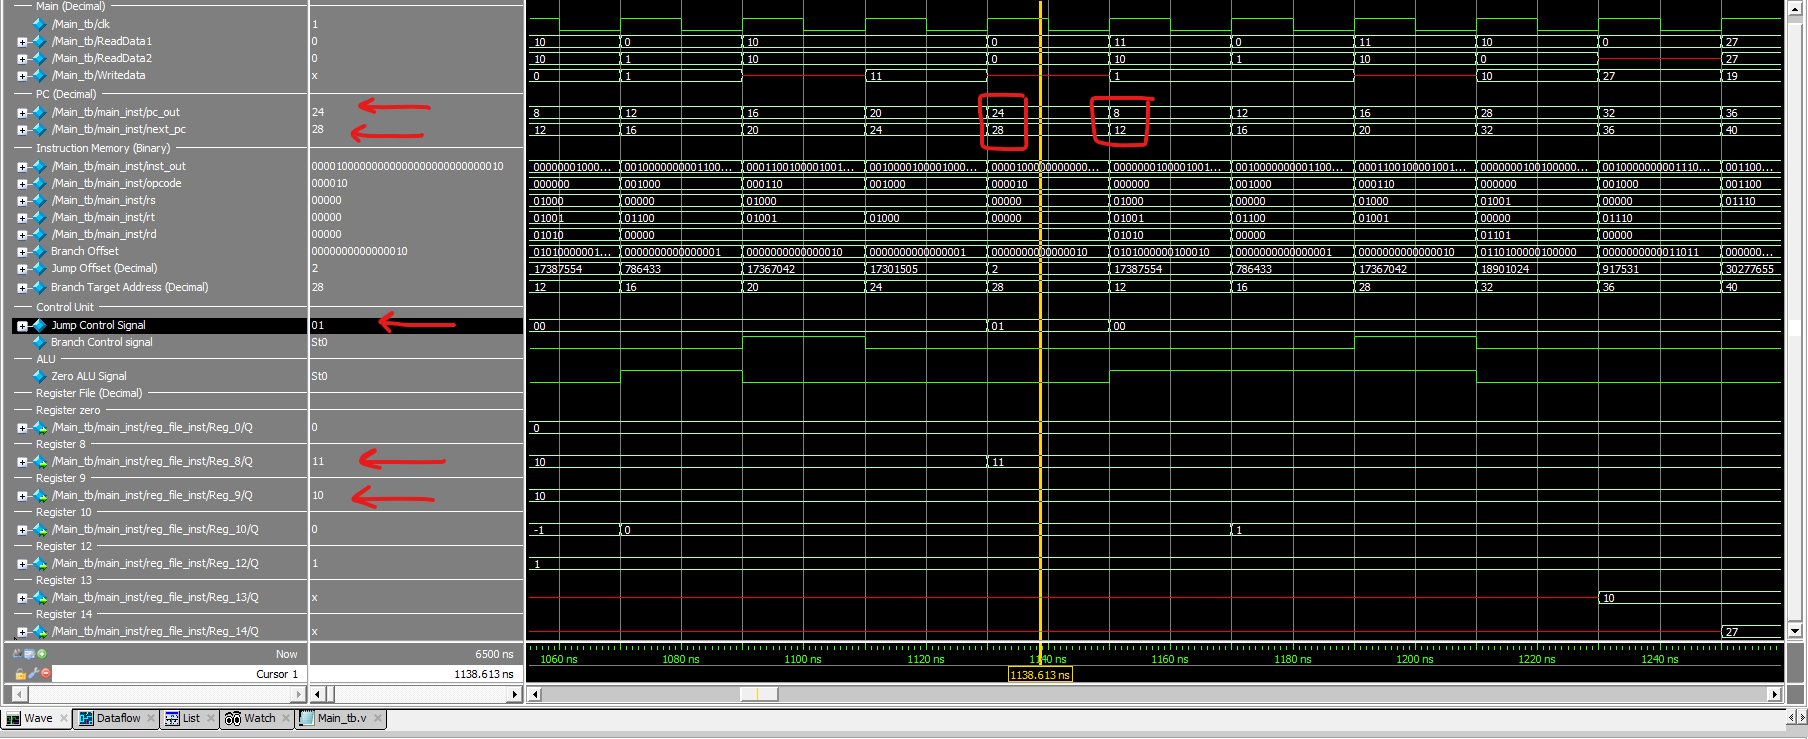 Main (Decimal)
/Main_tb/clk 1
/Main_tb/ReadData1 0 10 0 10 0 11 0 11 10 0 27
/Main_tb/ReadData2 0 10 1 10 0 10 1 10 0 27
/Main_tb/Writedata x 0 1 11 1 10 27 19
PC (Decimal)
/Main_tb/main_inst/pc_out 24 8 12 16 20 24 8 12 16 28 32 36
/Main_tb/main_inst/next_pc 28 12 16 20 24 28 12 16 20 32 36 40
Instruction Memory (Binary)
/Main_tb/main_inst/inst_out 00001000000000000000000000000010 00000001000... 0010000000001100... 0001100100001001... 0010000100001000... 00001000000000000... 0000000100001001... 0010000000001100... 0001100100001001... 0000000100100000... 00100000000001110... 001100...
/Main_tb/main_inst/opcode 000010 000000 001000 000110 001000 000010 000000 001000 000110 000000 001000 001100
/Main_tb/main_inst/rs 00000 01000 00000 01000 00000 01000 00000 01000 01001 00000 01110
/Main_tb/main_inst/rt 00000 01001 01100 01001 01000 00000 01001 01100 01001 00000 01110
/Main_tb/main_inst/rd 00000 01010 00000 01010 00000 01101 00000
Branch Offset 0000000000000010 01010000001... 0000000000000001 0000000000000010 0000000000000001 0000000000000010 0101000000100010 0000000000000001 0000000000000010 0110100000100000 0000000000011011 000000...
Jump Offset (Decimal) 2 17387554 786433 17367042 17301505 2 17387554 786433 17367042 18901024 917531 30277655
Branch Target Address (Decimal) 28 12 16 20 24 28 12 16 28 32 36 40
Control Unit
Jump Control Signal 01 00 01 00
Branch Control signal St0
ALU
Zero ALU Signal St0
Register File (Decimal)
Register zero
/Main_tb/main_inst/reg_file_inst/Reg_0/Q 0 0
Register 8
/Main_tb/main_inst/reg_file_inst/Reg_8/Q 11 10 11
Register 9
/Main_tb/main_inst/reg_file_inst/Reg_9/Q 10 10
Register 10
/Main_tb/main_inst/reg_file_inst/Reg_10/Q 0 -1 0 1
Register 12
/Main_tb/main_inst/reg_file_inst/Reg_12/Q 1 1
Register 13
/Main_tb/main_inst/reg_file_inst/Reg_13/Q x 10
Register 14
/Main_tb/main_inst/reg_file_inst/Reg_14/Q x 27
Now 6500 ns 1060 ns 1080 ns 1100 ns 1120 ns 1140 ns 1160 ns 1180 ns 1200 ns 1220 ns 1240 ns
Cursor 1 1138.613 ns 1138.613 ns
Wave Dataflow List Watch Main_tb.v